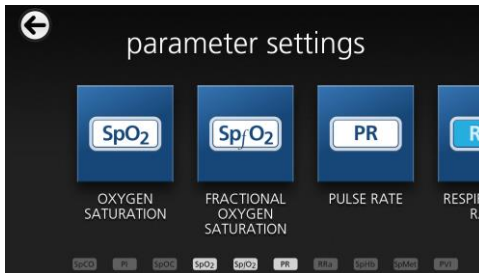 parameter settings
SpO2
SpfO2
PR
R
OXYGEN
SATURATION
FRACTIONAL
OXYGEN
SATURATION
PULSE RATE
RESPI
R
SpCO PI SpOC SpO2 SpfO2 PR RRa SpHb SpMet PVI